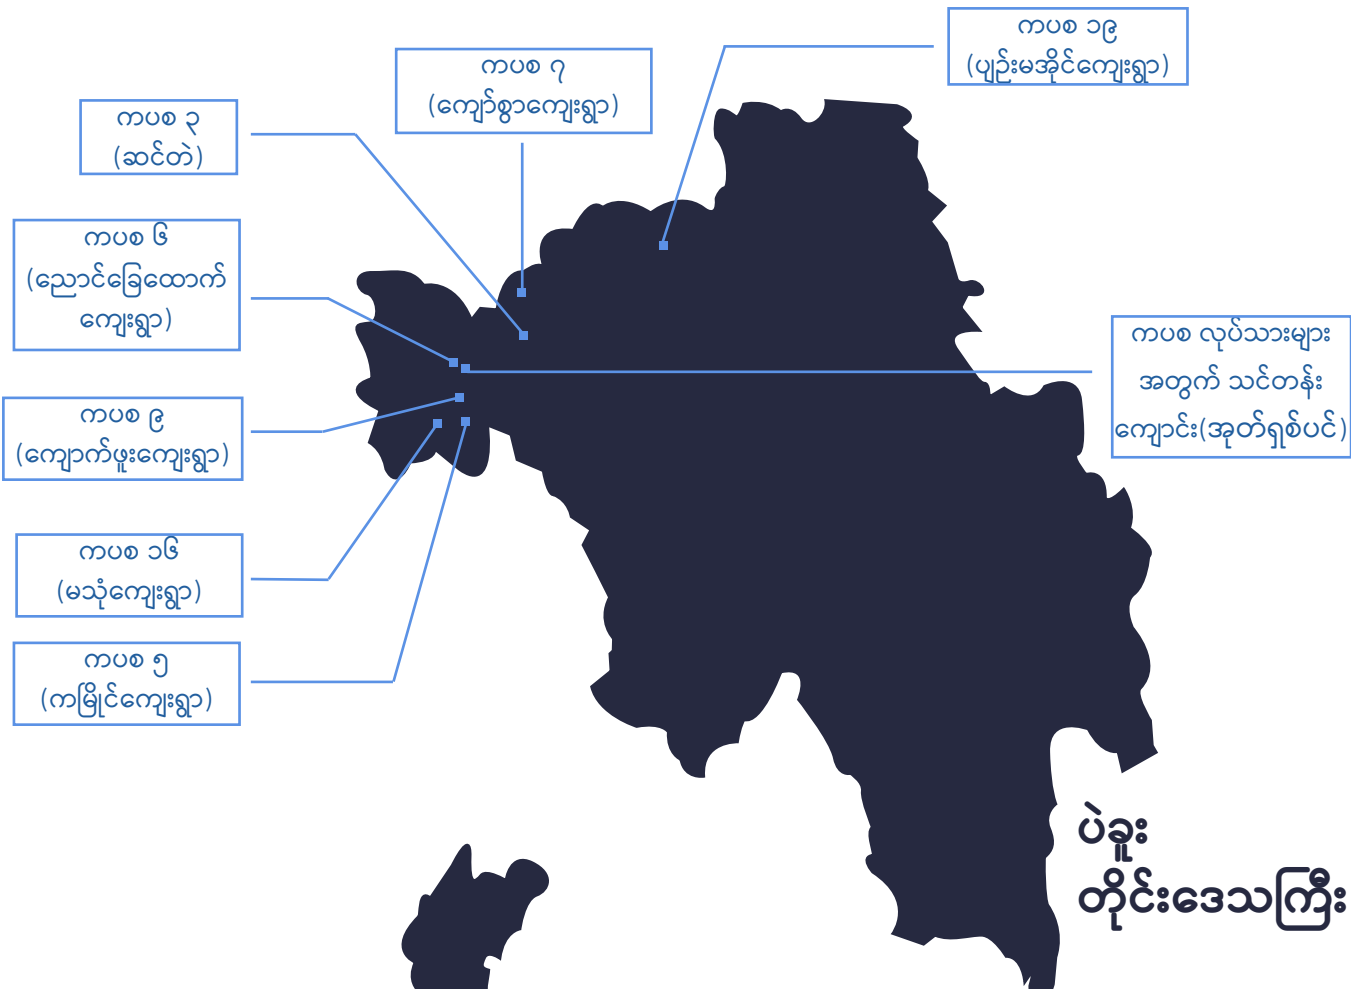 ကပစ ၁၉
(ပျဉ်းမအိုင်ကျေးရွာ)
ကပစ ၇
(ကျော်စွာကျေးရွာ)
ကပစ ၃
(ဆင်တဲ)
ကပစ ၆
(ညောင်ခြေထောက်
ကျေးရွာ)
ကပစ လုပ်သားများ
အတွက် သင်တန်း
ကျောင်း(အုတ်ရှစ်ပင်)
ကပစ ၉
(ကျောက်ဖူးကျေးရွာ)
ကပစ ၁၆
(မသုံကျေးရွာ)
ကပစ ၅
(ကမြိုင်ကျေးရွာ)
ပဲခူး
တိုင်းဒေသကြီး